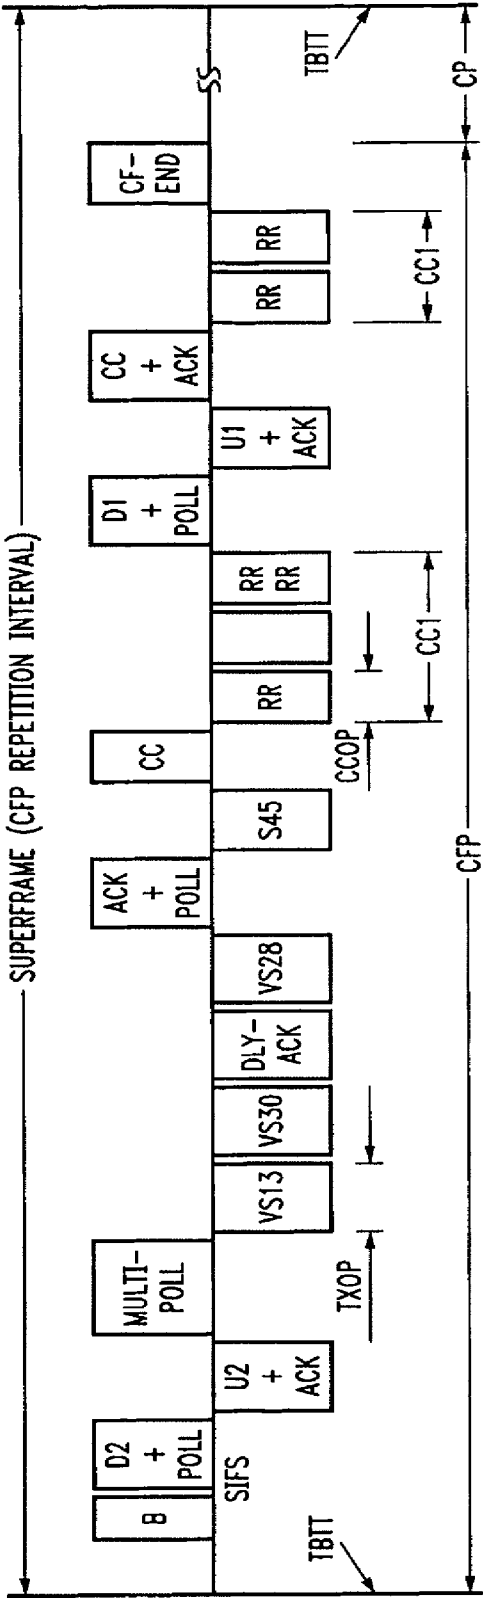 SUPERFRAME (CFP REPETITION INTERVAL)
B
D2
+
POLL
MULTI-
POLL
ACK
+
POLL
CC
D1
+
POLL
CC
+
ACK
CF-
END
SIFS
U2
+
ACK
VS13
VS30
DLY-
ACK
VS28
S45
RR
RR
RR
U1
+
ACK
RR
RR
TBTT
TXOP
CCOP
CC1
CC1
TBTT
CFP
CP